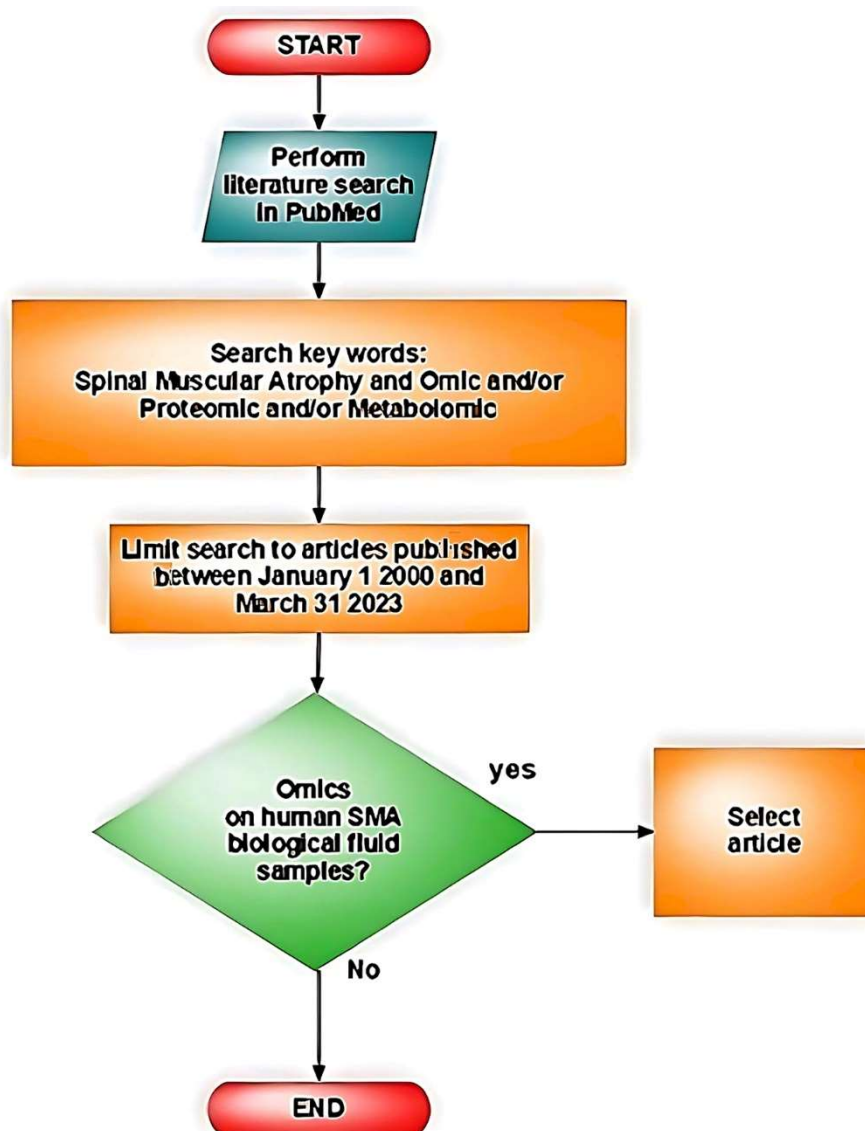 START
Perform
literature search
in PubMed
Search key words:
Spinal Muscular Atrophy and Omic and/or
Proteomic and/or Metabolomic
Limit search to articles published
between January 1 2000 and
March 31 2023
Omics
on human SMA
biological fluid
samples?
yes
Select
article
No
END